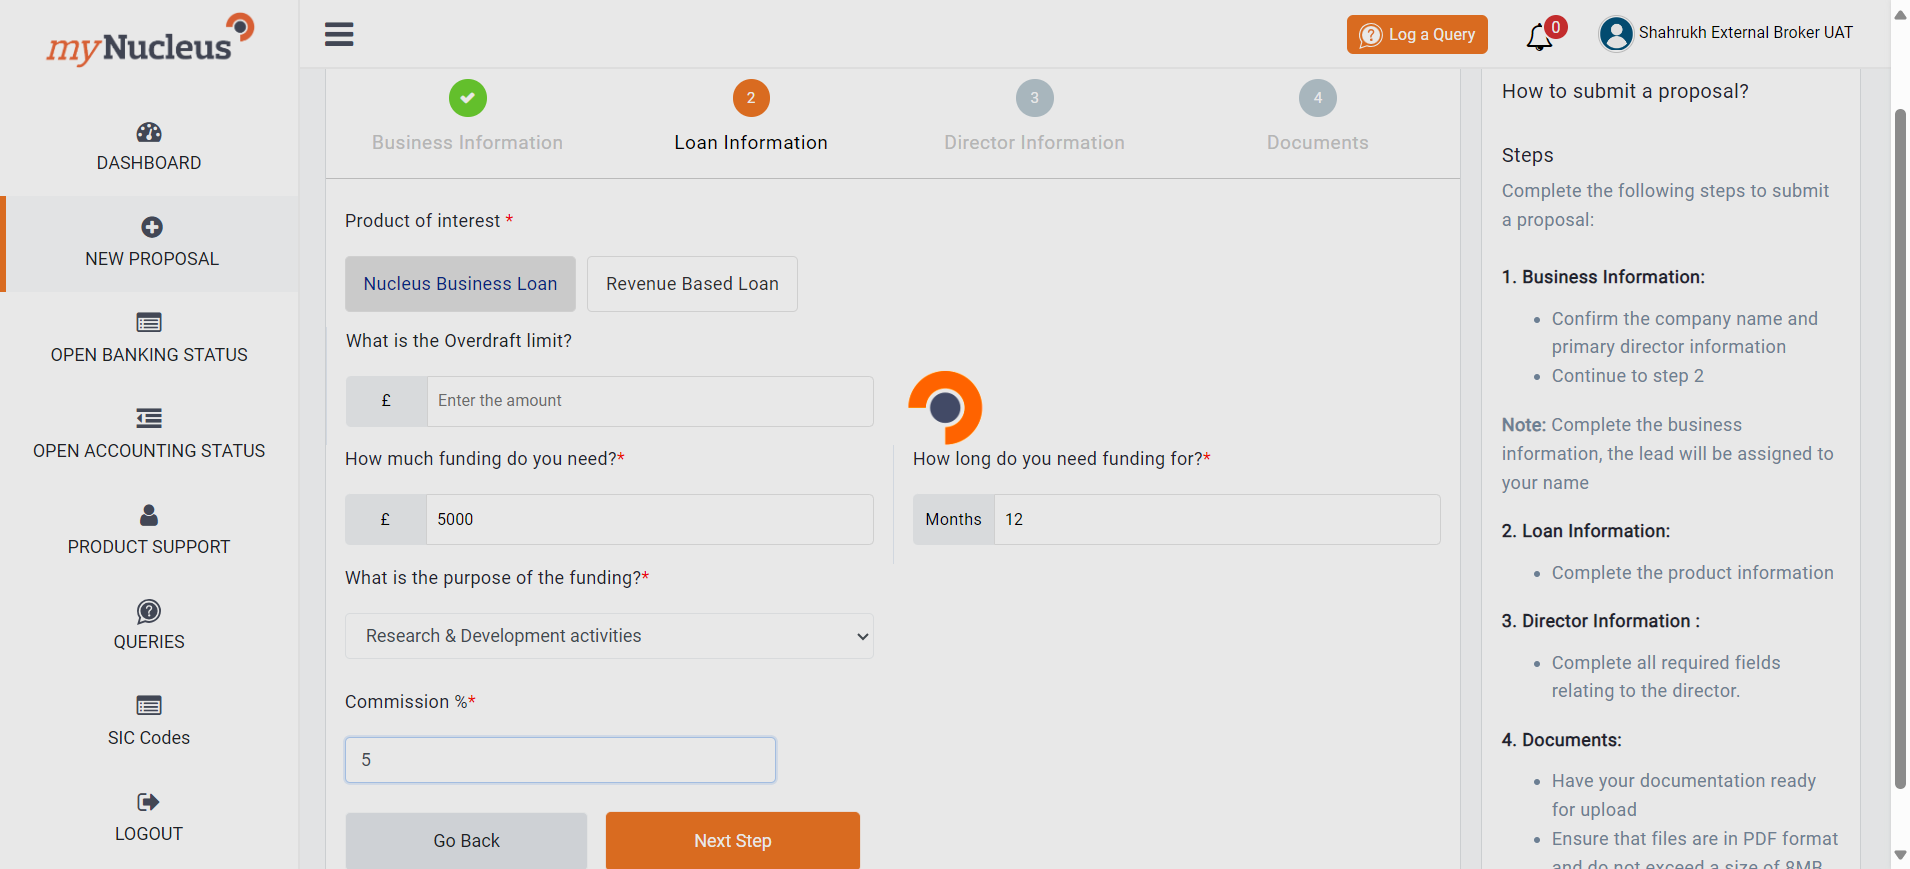 myNucleus
Log a Query
0
Shahrukh External Broker UAT
DASHBOARD
NEW PROPOSAL
OPEN BANKING STATUS
OPEN ACCOUNTING STATUS
PRODUCT SUPPORT
QUERIES
SIC Codes
LOGOUT
2
3
4
Business Information
Loan Information
Director Information
Documents
Product of interest *
Nucleus Business Loan
Revenue Based Loan
What is the Overdraft limit?
£
Enter the amount
How much funding do you need?*
£
5000
How long do you need funding for?*
Months
12
What is the purpose of the funding?*
Research & Development activities
Commission %*
5
Go Back
Next Step
How to submit a proposal?
Steps
Complete the following steps to submit
a proposal:
1. Business Information:
• Confirm the company name and
primary director information
• Continue to step 2
Note: Complete the business
information, the lead will be assigned to
your name
2. Loan Information:
• Complete the product information
3. Director Information :
• Complete all required fields
relating to the director.
4. Documents:
• Have your documentation ready
for upload
• Ensure that files are in PDF format
and do not exceed a size of 8MB